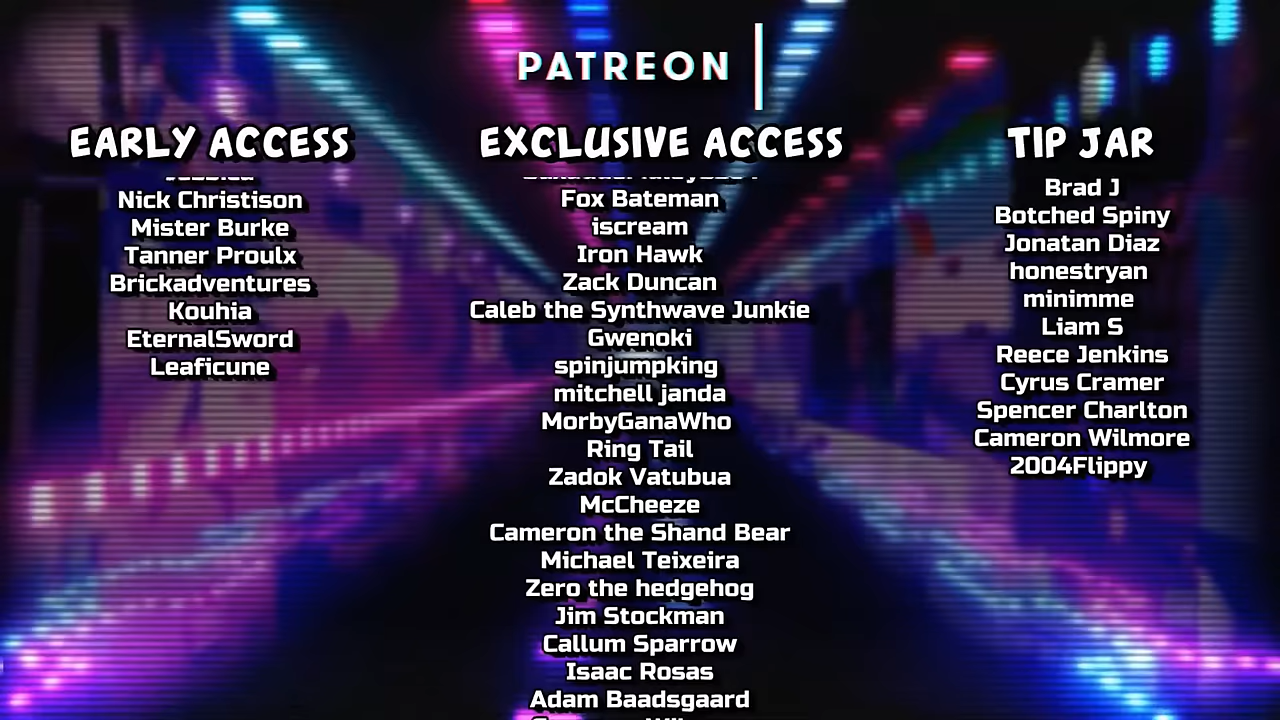 PATREON
EARLY ACCESS
Nick Christison
Mister Burke
Tanner Proulx
Brickadventures
Kouhia
EternalSword
Leaficune
EXCLUSIVE ACCESS
Fox Bateman
iscream
Iron Hawk
Zack Duncan
Caleb the Synthwave Junkie
Gwenoki
spinjumpking
mitchell janda
MorbyGanaWho
Ring Tail
Zadok Vatubua
McCheeze
Cameron the Shand Bear
Michael Teixeira
Zero the hedgehog
Jim Stockman
Callum Sparrow
Isaac Rosas
Adam Baadsgaard
TIP JAR
Brad J
Botched Spiny
Jonatan Diaz
honestryan
minimme
Liam S
Reece Jenkins
Cyrus Cramer
Spencer Charlton
Cameron Wilmore
2004Flippy